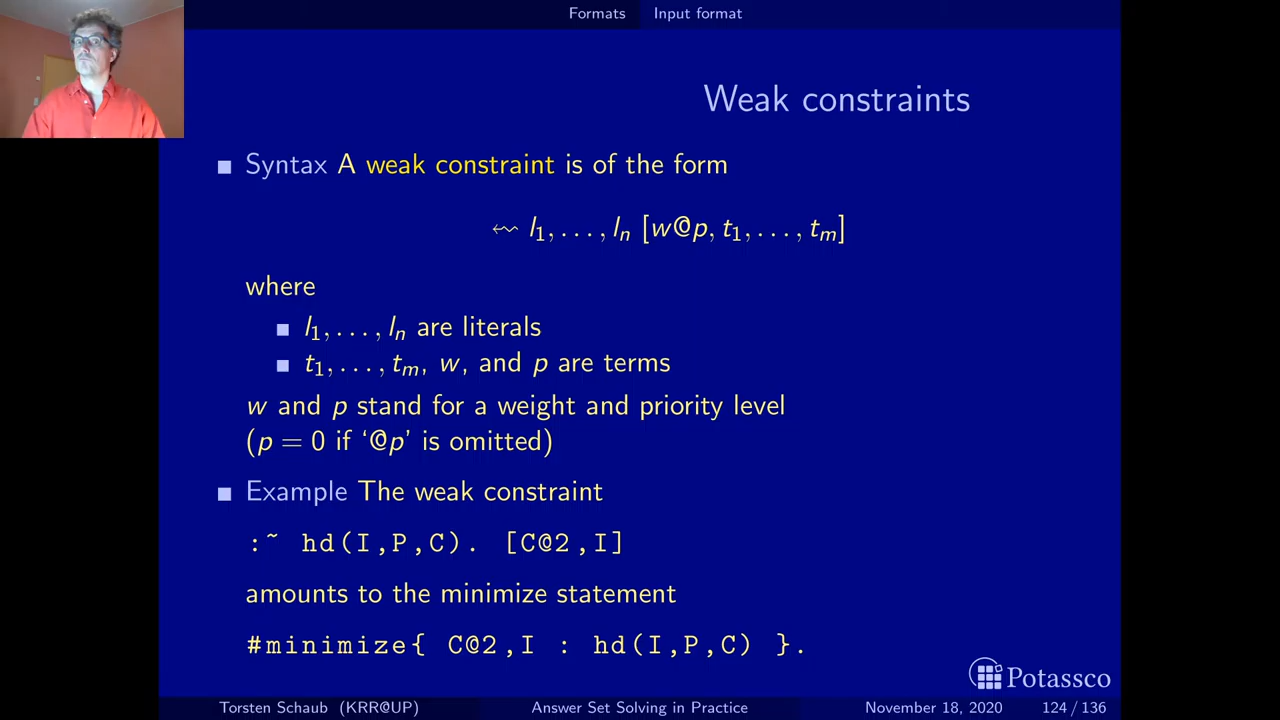 Formats Input format
Weak constraints
Syntax A weak constraint is of the form
⇜ l1, . . . , ln [w@p, t1, . . . , tm]
where
l1, . . . , ln are literals
t1, . . . , tm, w, and p are terms
w and p stand for a weight and priority level
(p = 0 if ‘@p’ is omitted)
Example The weak constraint
:~ hd(I,P,C). [C@2,I]
amounts to the minimize statement
#minimize{ C@2,I : hd(I,P,C) }.
Potassco
Torsten Schaub (KRR@UP) Answer Set Solving in Practice November 18, 2020 124 / 136